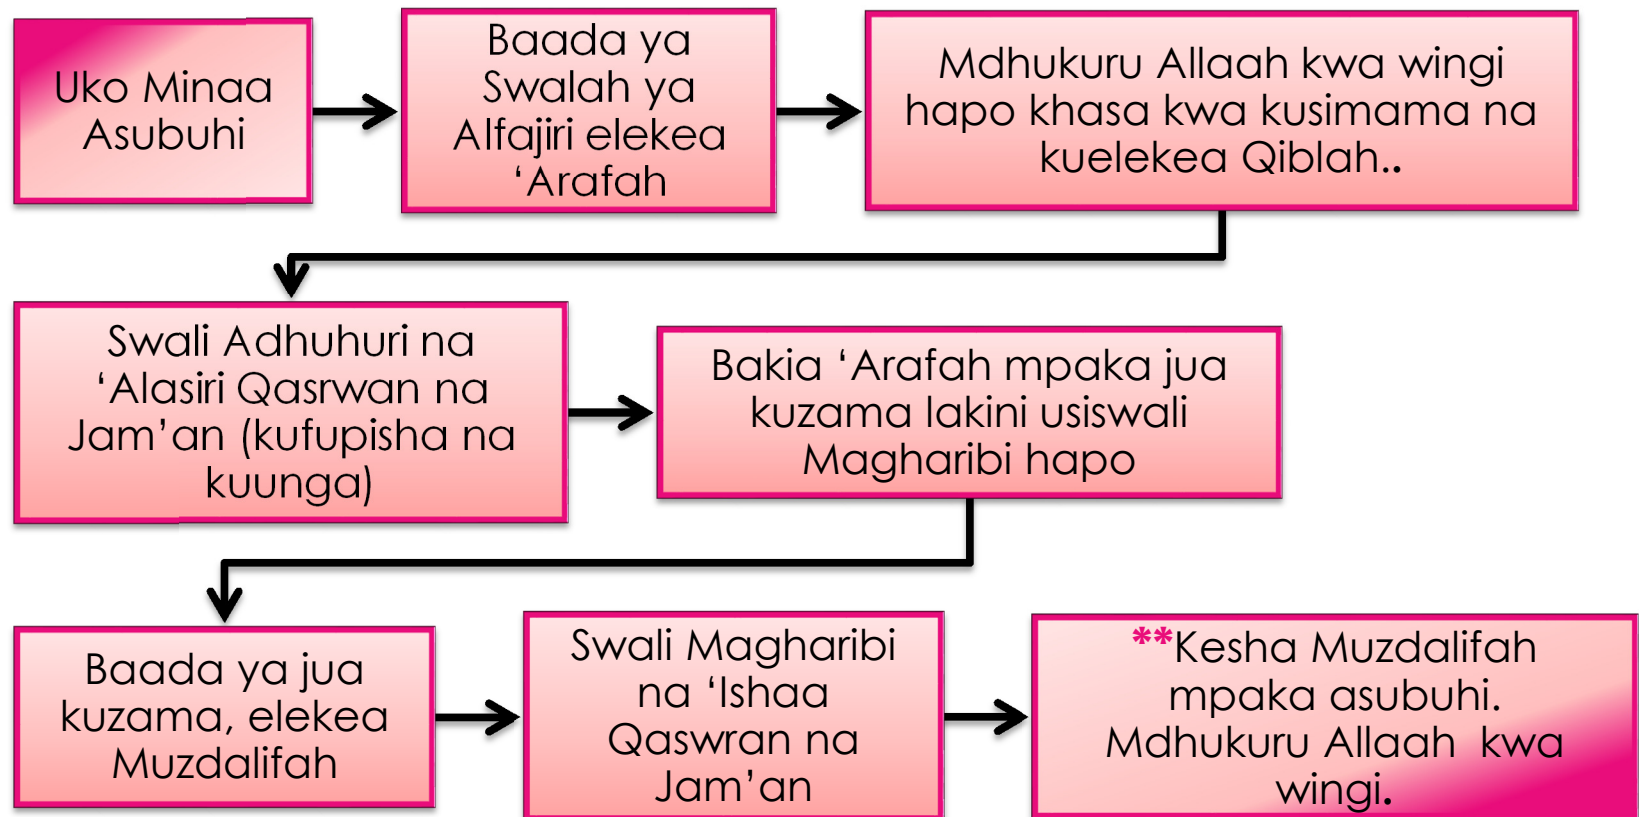 Uko Minaa
Asubuhi
Baada ya
Swalah ya
Alfajiri elekea
‘Arafah
Mdhukuru Allaah kwa wingi
hapo khasa kwa kusimama na
kuelekea Qiblah..
Swali Adhuhuri na
‘Alasiri Qasrwan na
Jam’an (kufupisha na
kuunga)
Bakia ‘Arafah mpaka jua
kuzama lakini usiswali
Magharibi hapo
Baada ya jua
kuzama, elekea
Muzdalifah
Swali Magharibi
na ‘Ishaa
Qaswran na
Jam’an
**Kesha Muzdalifah
mpaka asubuhi.
Mdhukuru Allaah kwa
wingi.